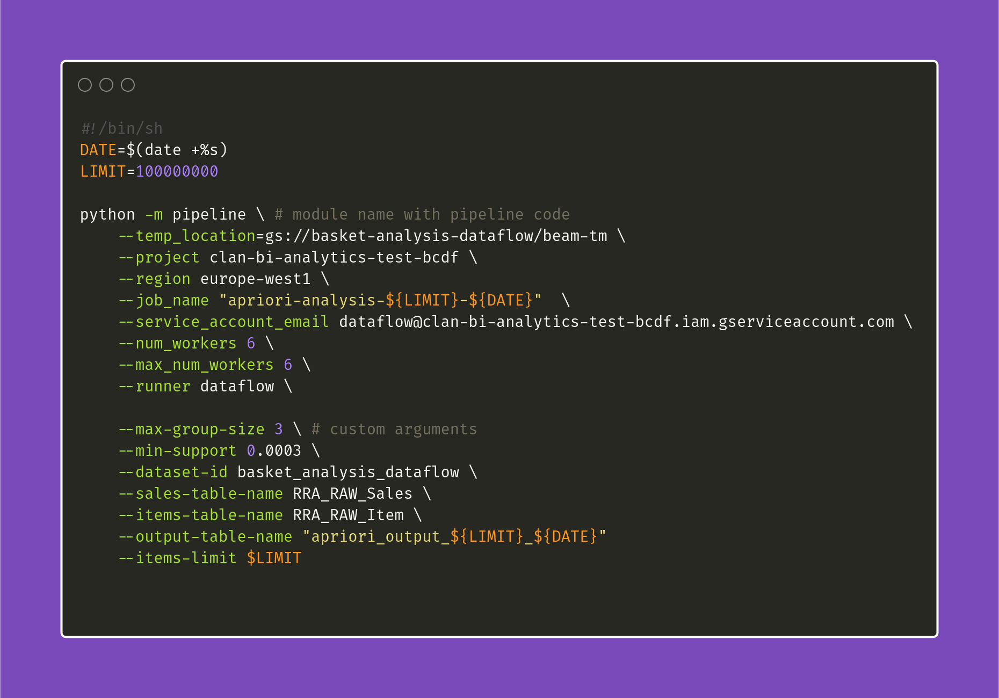 #!/bin/sh
DATE=$(date +%s)
LIMIT=100000000
python -m pipeline \ # module name with pipeline code
--temp_location=gs://basket-analysis-dataflow/beam-tm \
--project clan-bi-analytics-test-bcdf \
--region europe-west1 \
--job_name "apriori-analysis-${LIMIT}-${DATE}"  \
--service_account_email dataflow@clan-bi-analytics-test-bcdf.iam.gserviceaccount.com \
--num_workers 6 \
--max_num_workers 6 \
--runner dataflow \
--max-group-size 3 \ # custom arguments
--min-support 0.0003 \
--dataset-id basket_analysis_dataflow \
--sales-table-name RRA_RAW_Sales \
--items-table-name RRA_RAW_Item \
--output-table-name "apriori_output_${LIMIT}_${DATE}"
--items-limit $LIMIT